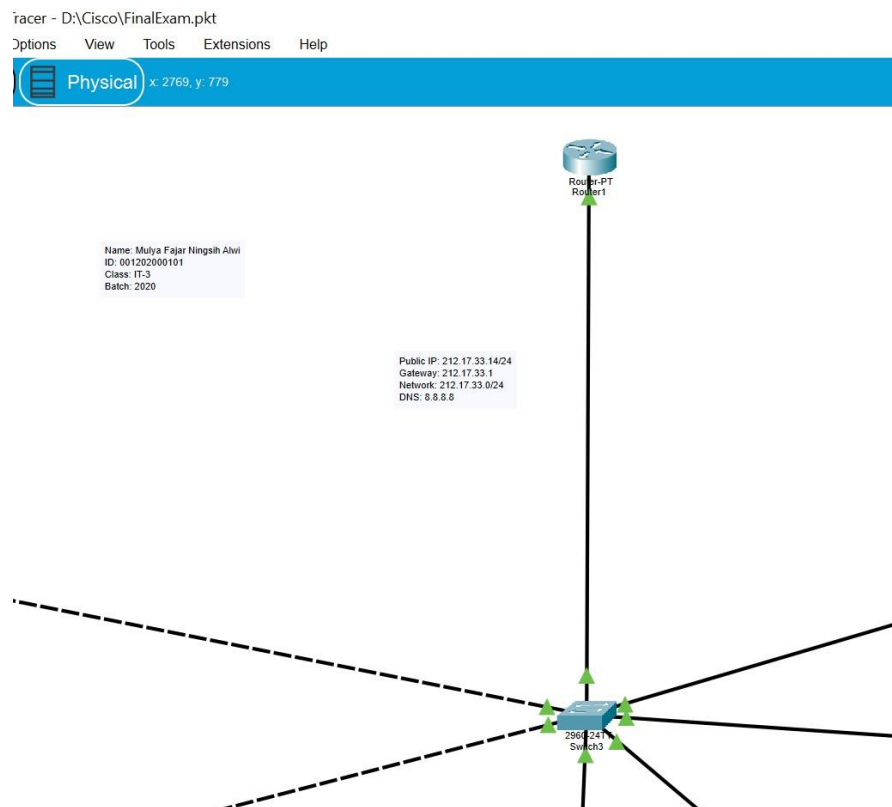 Tracer - D:\Cisco\FinalExam.pkt
Options View Tools Extensions Help
Physical x: 2769, y: 779
Router-PT
Router1
Name: Mulya Fajar Ningsih Alwi
ID: 001202000101
Class: IT-3
Batch: 2020
Public IP: 212.17.33.14/24
Gateway: 212.17.33.1
Network: 212.17.33.0/24
DNS: 8.8.8.8
2960-24TT
Switch3